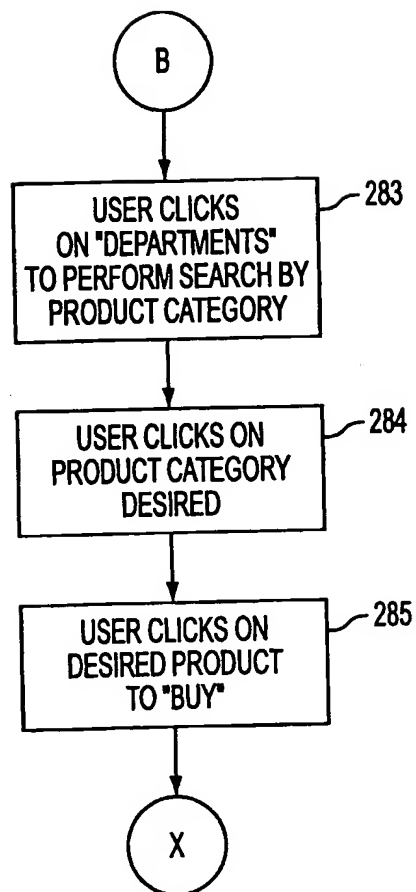 B
USER CLICKS
ON "DEPARTMENTS"
TO PERFORM SEARCH BY
PRODUCT CATEGORY
283
USER CLICKS ON
PRODUCT CATEGORY
DESIRED
284
USER CLICKS ON
DESIRED PRODUCT
TO "BUY"
285
X